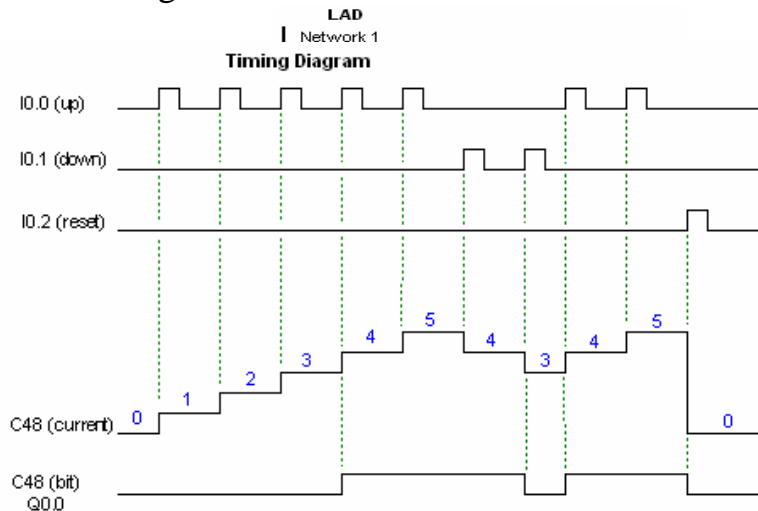 LAD
Network 1
Timing Diagram
I0.0 (up)
I0.1 (down)
I0.2 (reset)
5 5
4 4 4
3 3
2
1
0 0
C48 (current)
C48 (bit)
Q0.0